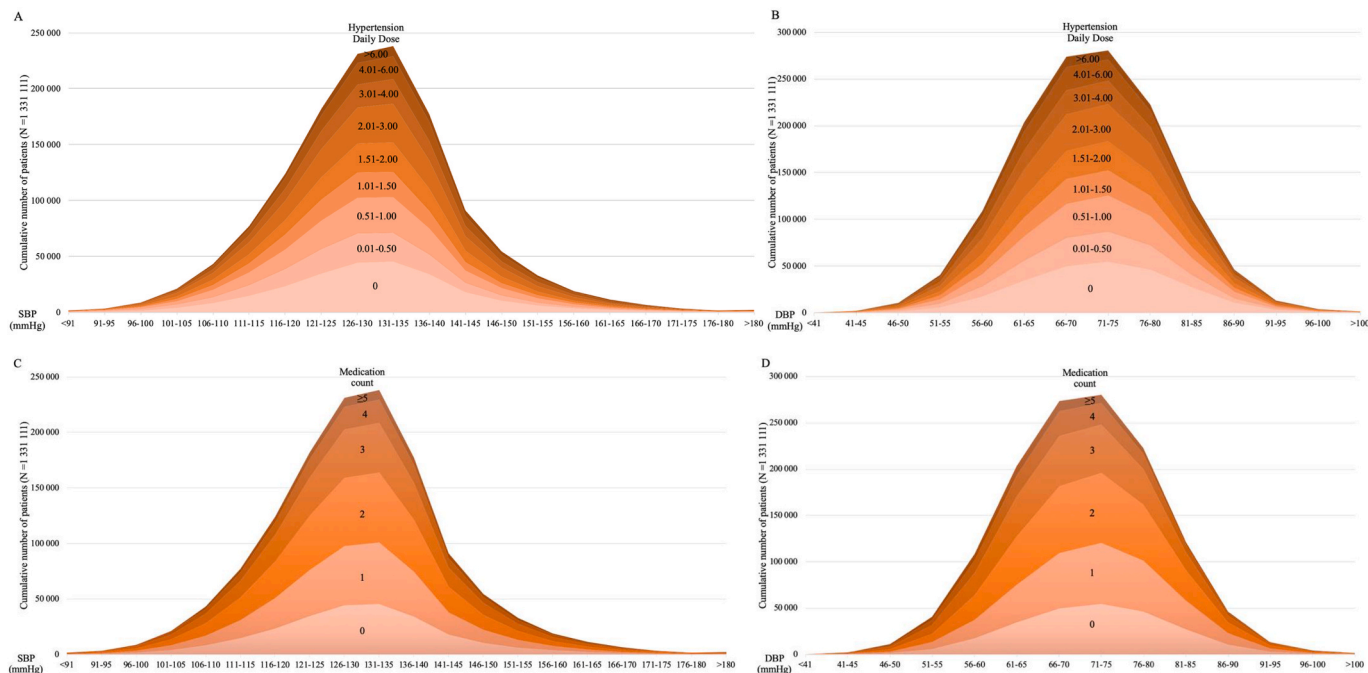 A
Hypertension
Daily Dose
250 000
200 000
150 000
100 000
50 000
0
Cumulative number of patients (N =1 331 111)
>6.00
4.01-6.00
3.01-4.00
2.01-3.00
1.51-2.00
1.01-1.50
0.51-1.00
0.01-0.50
0
SBP
(mmHg)
<91 91-95 96-100 101-105 106-110 111-115 116-120 121-125 126-130 131-135 136-140 141-145 146-150 151-155 156-160 161-165 166-170 171-175 176-180 >180
B
Hypertension
Daily Dose
300 000
250 000
200 000
150 000
100 000
50 000
0
Cumulative number of patients (N =1 331 111)
>6.00
4.01-6.00
3.01-4.00
2.01-3.00
1.51-2.00
1.01-1.50
0.51-1.00
0.01-0.50
0
DBP
(mmHg)
<41 41-45 46-50 51-55 56-60 61-65 66-70 71-75 76-80 81-85 86-90 91-95 96-100 >100
C
Medication
count
250 000
200 000
150 000
100 000
50 000
0
Cumulative number of patients (N =1 331 111)
≥5
4
3
2
1
0
SBP
(mmHg)
<91 91-95 96-100 101-105 106-110 111-115 116-120 121-125 126-130 131-135 136-140 141-145 146-150 151-155 156-160 161-165 166-170 171-175 176-180 >180
D
Medication
count
300 000
250 000
200 000
150 000
100 000
50 000
0
Cumulative number of patients (N =1 331 111)
≥5
4
3
2
1
0
DBP
(mmHg)
<41 41-45 46-50 51-55 56-60 61-65 66-70 71-75 76-80 81-85 86-90 91-95 96-100 >100